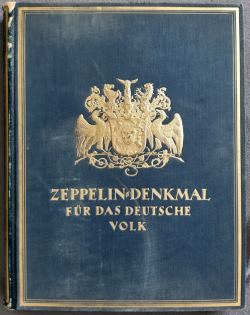 ZEPPELIN-DENKMAL
FÜR DAS DEUTSCHE
VOLK